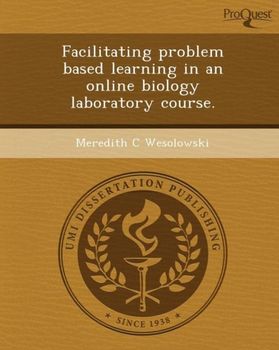 ProQuest
Facilitating problem
based learning in an
online biology
laboratory course.
Meredith C Wesolowski
UMI DISSERTATION PUBLISHING
SINCE 1938